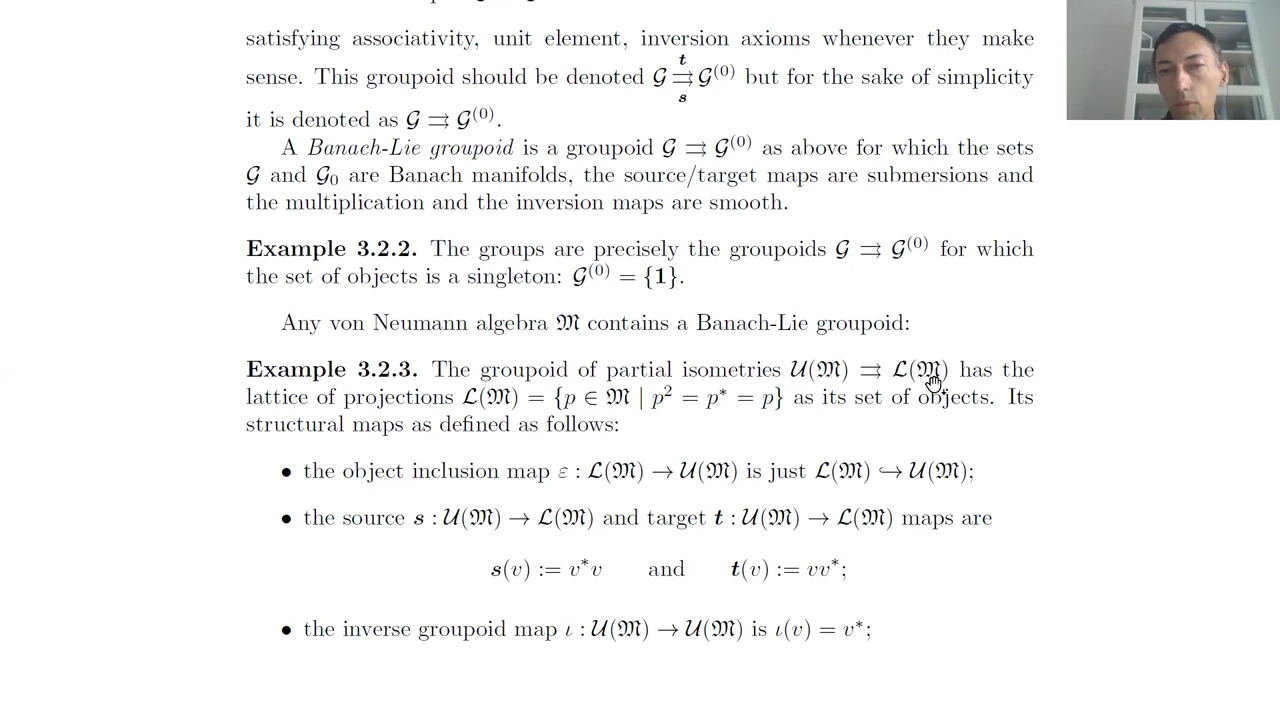 satisfying associativity, unit element, inversion axioms whenever they make
sense. This groupoid should be denoted 𝒢 ⇉ 𝒢⁽⁰⁾ (with t above and s below the arrows) but for the sake of simplicity
it is denoted as 𝒢 ⇉ 𝒢⁽⁰⁾.
A Banach-Lie groupoid is a groupoid 𝒢 ⇉ 𝒢⁽⁰⁾ as above for which the sets
𝒢 and 𝒢₀ are Banach manifolds, the source/target maps are submersions and
the multiplication and the inversion maps are smooth.
Example 3.2.2. The groups are precisely the groupoids 𝒢 ⇉ 𝒢⁽⁰⁾ for which
the set of objects is a singleton: 𝒢⁽⁰⁾ = {1}.
Any von Neumann algebra 𝔐 contains a Banach-Lie groupoid:
Example 3.2.3. The groupoid of partial isometries 𝒰(𝔐) ⇉ ℒ(𝔐) has the
lattice of projections ℒ(𝔐) = {p ∈ 𝔐 | p² = p* = p} as its set of objects. Its
structural maps as defined as follows:
• the object inclusion map ε : ℒ(𝔐) → 𝒰(𝔐) is just ℒ(𝔐) ↪ 𝒰(𝔐);
• the source s : 𝒰(𝔐) → ℒ(𝔐) and target t : 𝒰(𝔐) → ℒ(𝔐) maps are
s(v) := v*v and t(v) := vv*;
• the inverse groupoid map ι : 𝒰(𝔐) → 𝒰(𝔐) is ι(v) = v*;